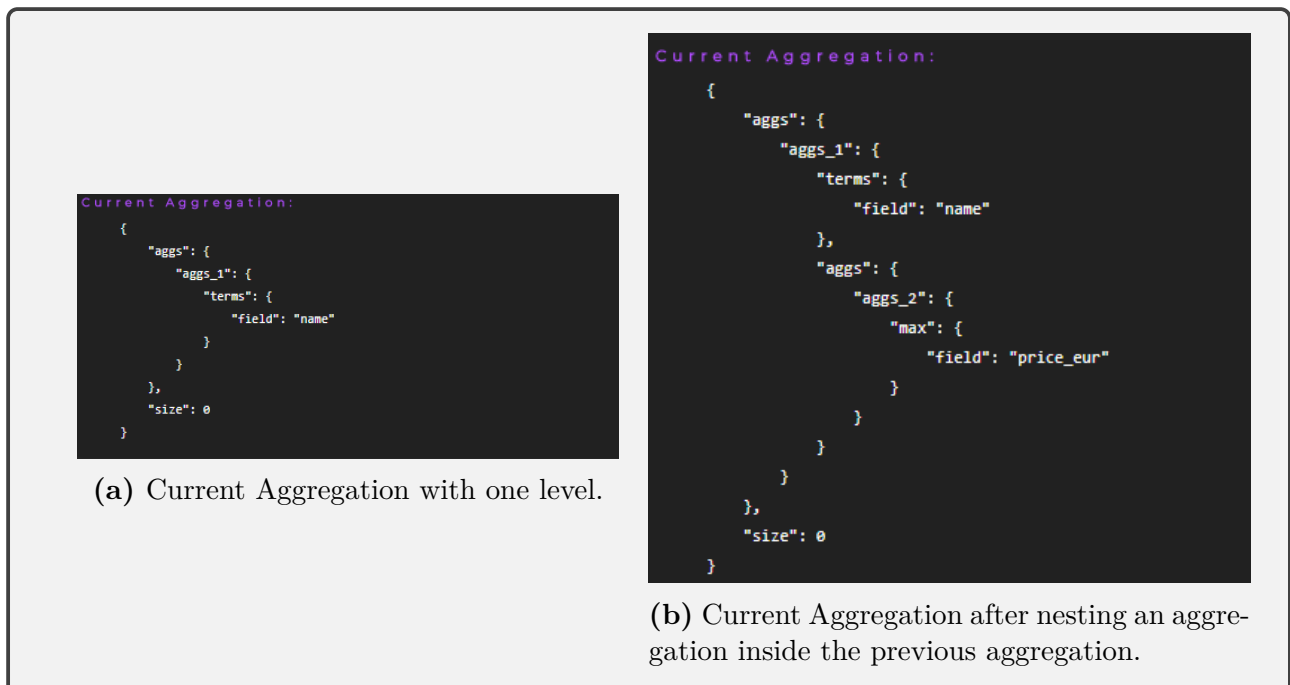 Current Aggregation:
{
"aggs": {
"aggs_1": {
"terms": {
"field": "name"
}
}
},
"size": 0
}
(a) Current Aggregation with one level.
Current Aggregation:
{
"aggs": {
"aggs_1": {
"terms": {
"field": "name"
},
"aggs": {
"aggs_2": {
"max": {
"field": "price_eur"
}
}
}
}
},
"size": 0
}
(b) Current Aggregation after nesting an aggre-
gation inside the previous aggregation.